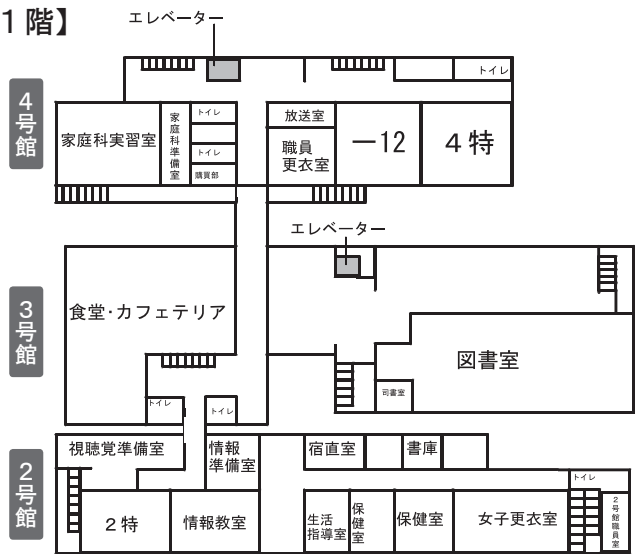 1階】
エレベーター
4号館
トイレ
家庭科実習室
家庭科準備室
トイレ
トイレ
購買部
放送室
職員
更衣室
一12
4特
エレベーター
3号館
食堂・カフェテリア
図書室
司書室
トイレ
トイレ
2号館
視聴覚準備室
情報
準備室
宿直室
書庫
トイレ
2特
情報教室
生活
指導室
保健室
保健室
女子更衣室
2号館職員室